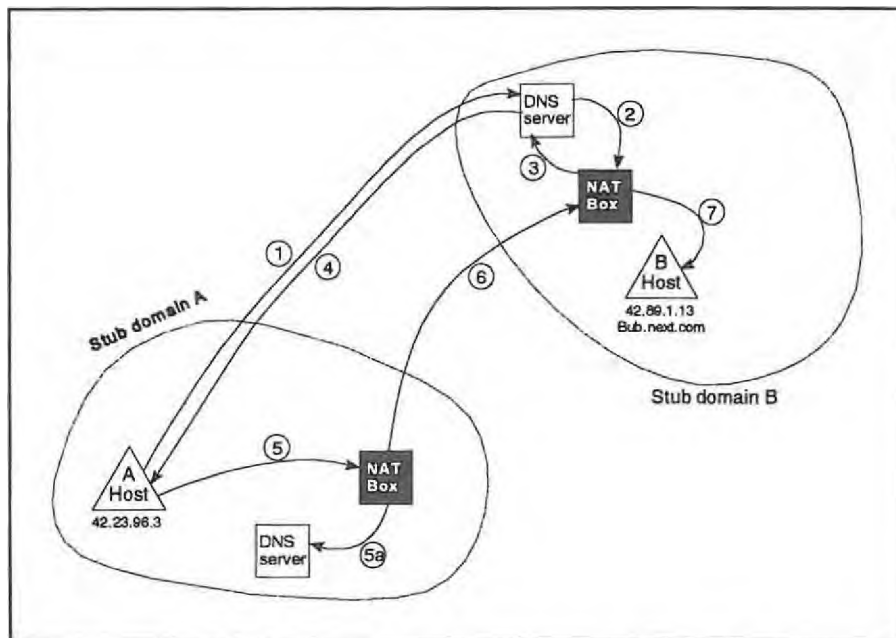 DNS
server
2
3
NAT
Box
7
1
4
6
B
Host
42.89.1.13
Bub.next.com
Stub domain A
Stub domain B
5
A
Host
42.23.96.3
NAT
Box
DNS
server
5a